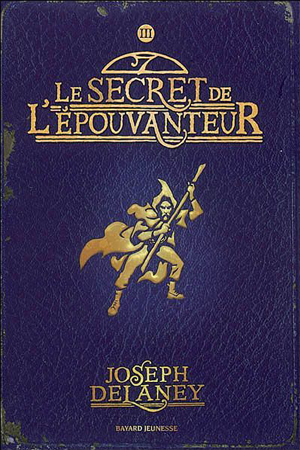 III
LE SECRET DE
L'ÉPOUVANTEUR
JOSEPH
DELANEY
BAYARD JEUNESSE